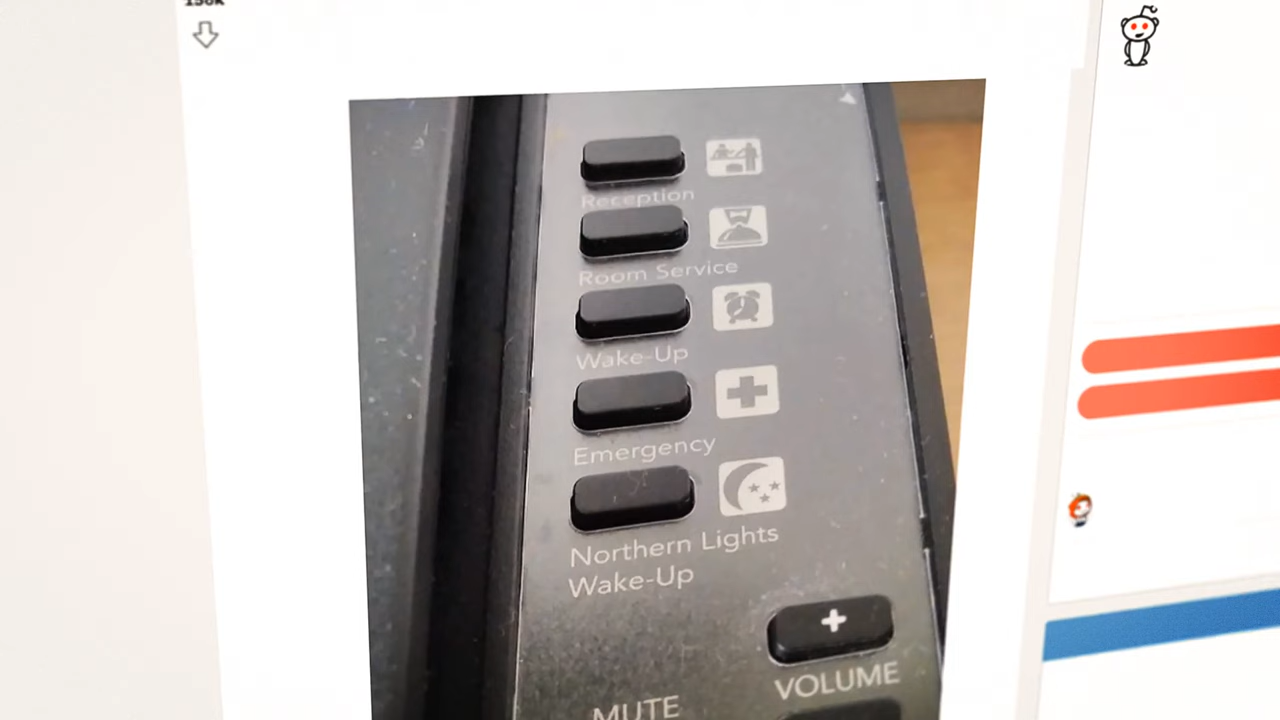 Reception
Room Service
Wake-Up
Emergency
Northern Lights
Wake-Up
+
VOLUME
MUTE